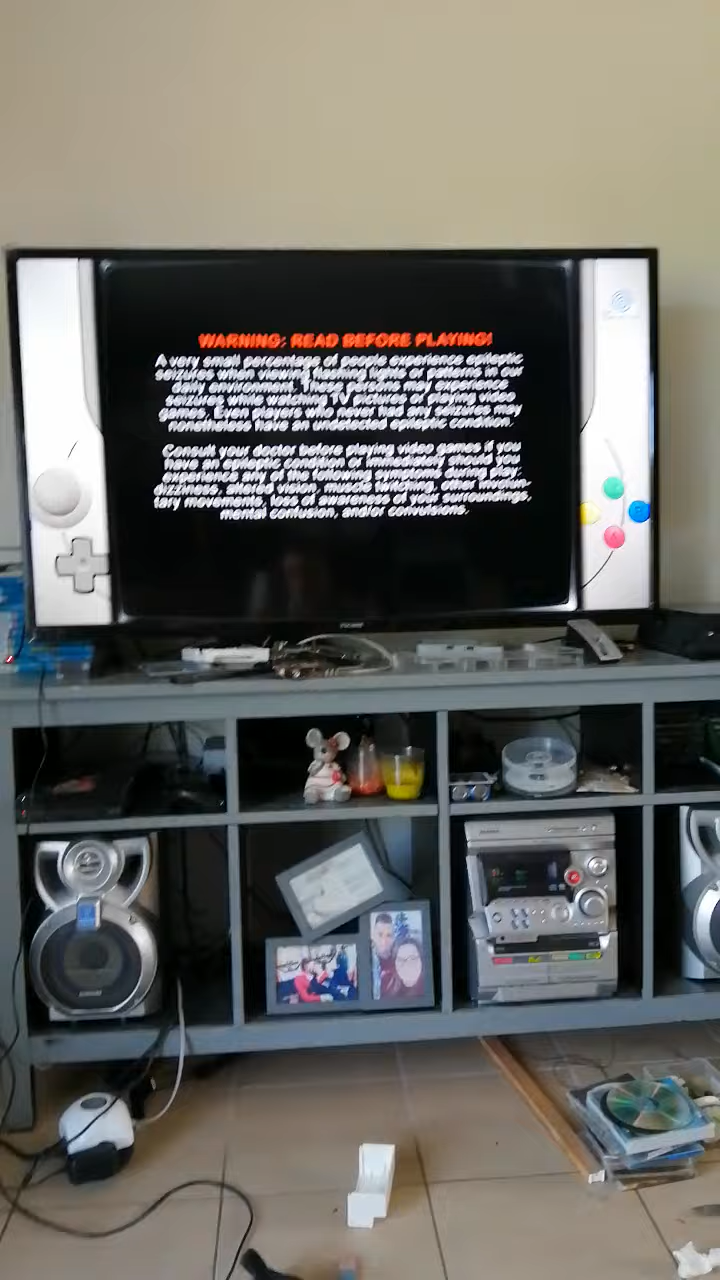 WARNING: READ BEFORE PLAYING!
A very small percentage of people experience epileptic
seizures when viewing flashing lights or patterns in our
daily environment. These persons may experience
seizures while watching TV pictures or playing video
games. Even players who never had any seizures may
nonetheless have an undetected epileptic condition.
Consult your doctor before playing video games if you
have an epileptic condition or immediately should you
experience any of the following symptoms during play:
dizziness, altered vision, muscle twitching, other involun-
tary movements, loss of awareness of your surroundings,
mental confusion, and/or convulsions.